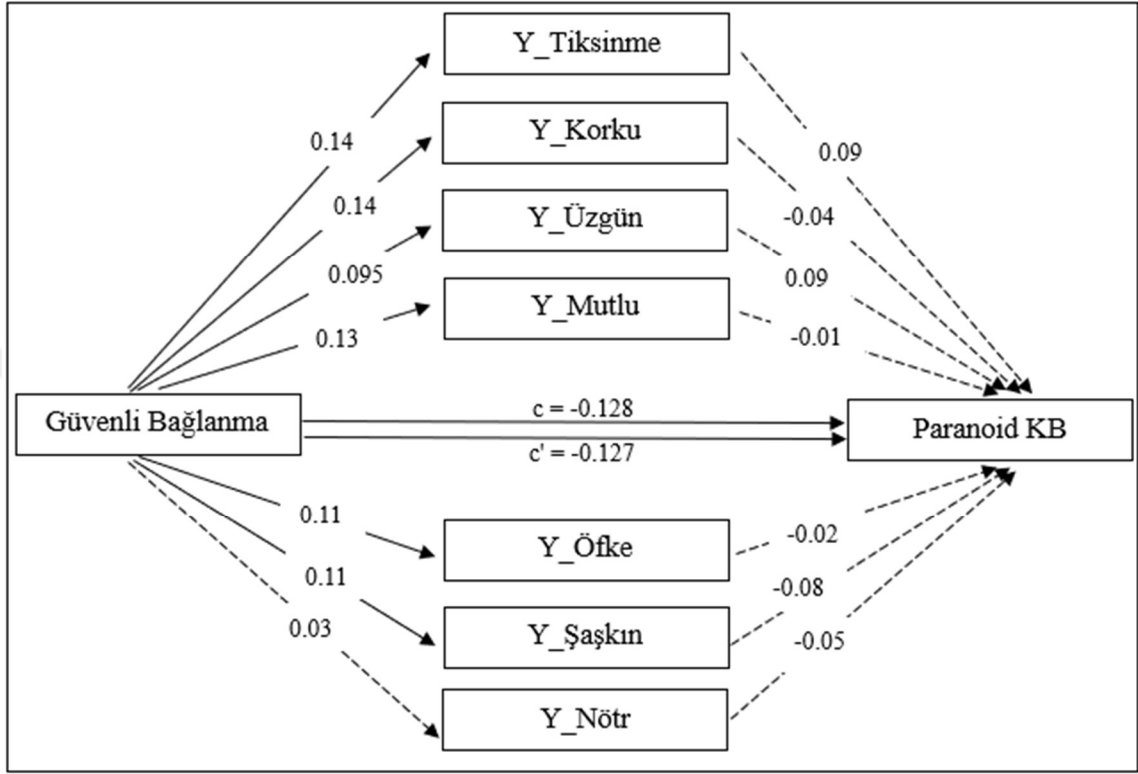 Y_Tiksinme
0.14
0.09
Y_Korku
0.14
-0.04
Y_Üzgün
0.095
0.09
Y_Mutlu
0.13
-0.01
Güvenli Bağlanma
c = -0.128
c' = -0.127
Paranoid KB
0.11
Y_Öfke
-0.02
0.11
-0.08
Y_Şaşkın
0.03
-0.05
Y_Nötr